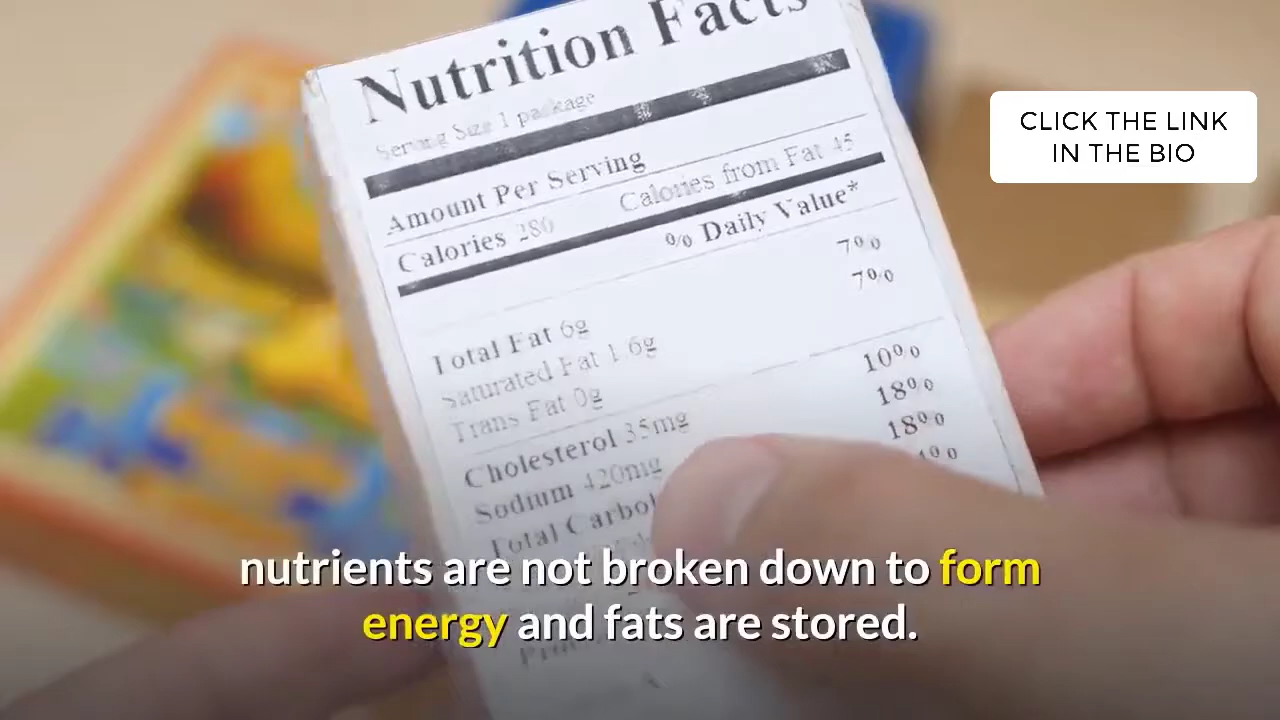 Nutrition Facts
Serving Size 1 package
CLICK THE LINK
IN THE BIO
Amount Per Serving
Calories 280 Calories from Fat 45
% Daily Value*
7%
7%
Total Fat 6g
Saturated Fat 1.6g
Trans Fat 0g
10%
Cholesterol 35mg
18%
Sodium 420mg
18%
Total
nutrients are not broken down to form
energy and fats are stored.